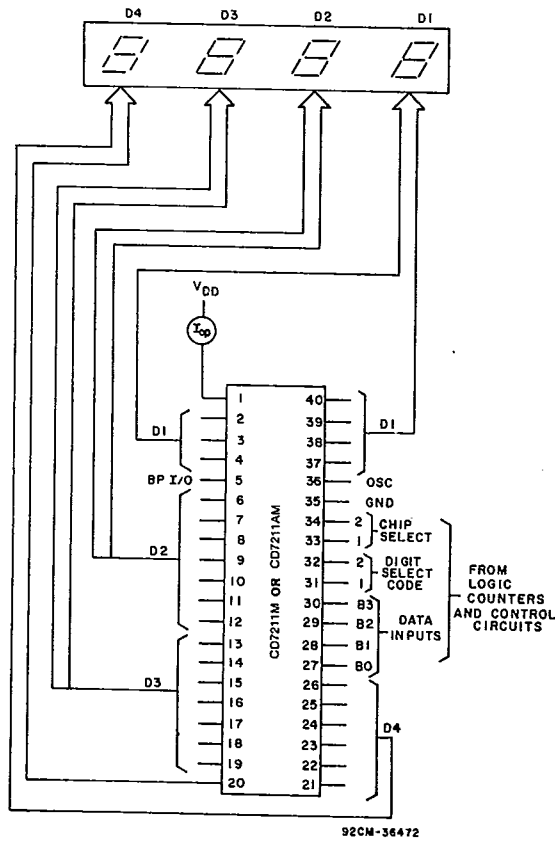 D4 D3 D2 D1
V_DD
I_op
1 40
2 39
D1 3 38 D1
4 37
BP I/O 5 36 OSC
6 35 GND
7 34 2 CHIP
8 33 1 SELECT
D2 9 32 2 DIGIT SELECT CODE
10 31 1
11 30 B3
12 29 B2 DATA INPUTS
13 28 B1
14 27 B0
D3 15 26
16 25
17 24 D4
18 23
19 22
20 21
CD7211M OR CD7211AM
FROM
LOGIC
COUNTERS
AND CONTROL
CIRCUITS
92CM-36472